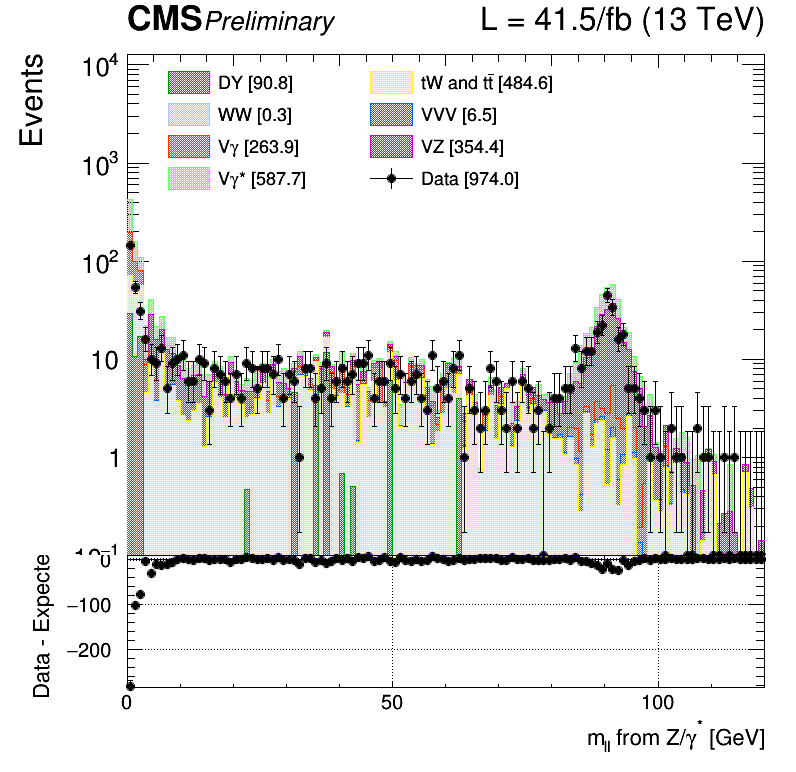 CMS Preliminary L = 41.5/fb (13 TeV)
Events
10⁴
10³
10²
10
1
DY [90.8]
WW [0.3]
Vγ [263.9]
Vγ* [587.7]
tW and tt̄ [484.6]
VVV [6.5]
VZ [354.4]
Data [974.0]
Data - Expecte
0
−100
−200
0 50 100
m_ll from Z/γ* [GeV]